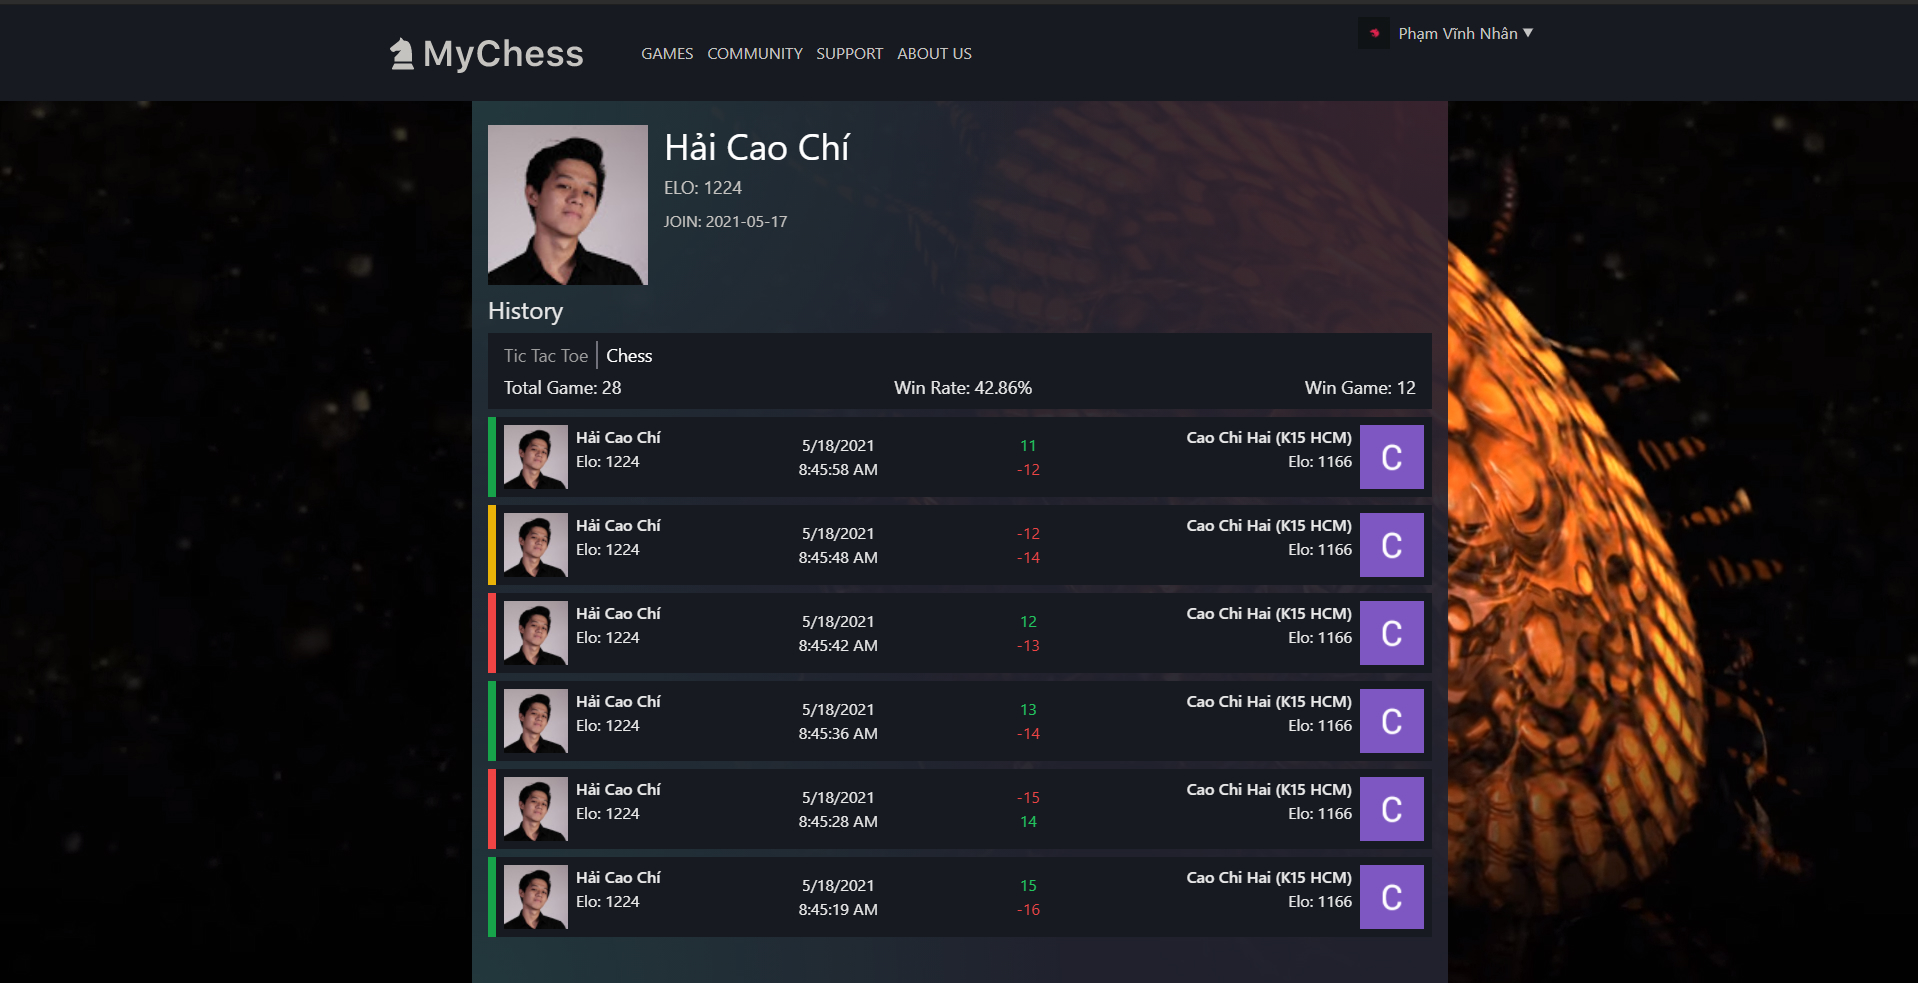 MyChess
GAMES COMMUNITY SUPPORT ABOUT US
Phạm Vĩnh Nhân ▼
Hải Cao Chí
ELO: 1224
JOIN: 2021-05-17
History
Tic Tac Toe | Chess
Total Game: 28 Win Rate: 42.86% Win Game: 12
Hải Cao Chí
Elo: 1224
5/18/2021
8:45:58 AM
11
-12
Cao Chi Hai (K15 HCM)
Elo: 1166
C
Hải Cao Chí
Elo: 1224
5/18/2021
8:45:48 AM
-12
-14
Cao Chi Hai (K15 HCM)
Elo: 1166
C
Hải Cao Chí
Elo: 1224
5/18/2021
8:45:42 AM
12
-13
Cao Chi Hai (K15 HCM)
Elo: 1166
C
Hải Cao Chí
Elo: 1224
5/18/2021
8:45:36 AM
13
-14
Cao Chi Hai (K15 HCM)
Elo: 1166
C
Hải Cao Chí
Elo: 1224
5/18/2021
8:45:28 AM
-15
14
Cao Chi Hai (K15 HCM)
Elo: 1166
C
Hải Cao Chí
Elo: 1224
5/18/2021
8:45:19 AM
15
-16
Cao Chi Hai (K15 HCM)
Elo: 1166
C